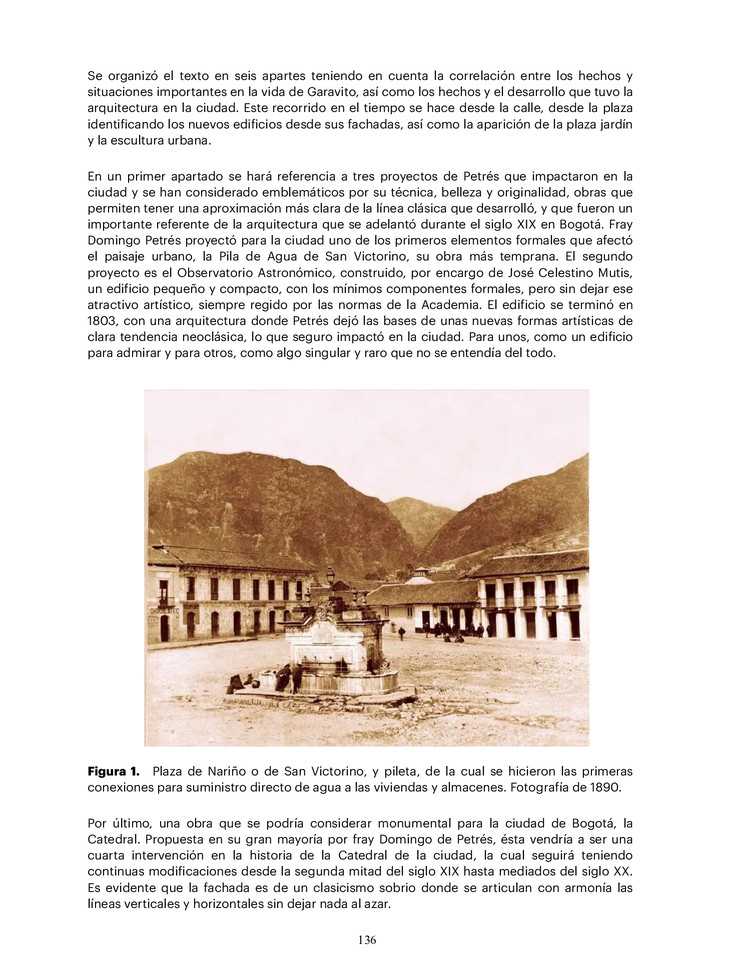 Se organizó el texto en seis apartes teniendo en cuenta la correlación entre los hechos y
situaciones importantes en la vida de Garavito, así como los hechos y el desarrollo que tuvo la
arquitectura en la ciudad. Este recorrido en el tiempo se hace desde la calle, desde la plaza
identificando los nuevos edificios desde sus fachadas, así como la aparición de la plaza jardín
y la escultura urbana.
En un primer apartado se hará referencia a tres proyectos de Petrés que impactaron en la
ciudad y se han considerado emblemáticos por su técnica, belleza y originalidad, obras que
permiten tener una aproximación más clara de la línea clásica que desarrolló, y que fueron un
importante referente de la arquitectura que se adelantó durante el siglo XIX en Bogotá. Fray
Domingo Petrés proyectó para la ciudad uno de los primeros elementos formales que afectó
el paisaje urbano, la Pila de Agua de San Victorino, su obra más temprana. El segundo
proyecto es el Observatorio Astronómico, construido, por encargo de José Celestino Mutis,
un edificio pequeño y compacto, con los mínimos componentes formales, pero sin dejar ese
atractivo artístico, siempre regido por las normas de la Academia. El edificio se terminó en
1803, con una arquitectura donde Petrés dejó las bases de unas nuevas formas artísticas de
clara tendencia neoclásica, lo que seguro impactó en la ciudad. Para unos, como un edificio
para admirar y para otros, como algo singular y raro que no se entendía del todo.
Figura 1. Plaza de Nariño o de San Victorino, y pileta, de la cual se hicieron las primeras
conexiones para suministro directo de agua a las viviendas y almacenes. Fotografía de 1890.
Por último, una obra que se podría considerar monumental para la ciudad de Bogotá, la
Catedral. Propuesta en su gran mayoría por fray Domingo de Petrés, ésta vendría a ser una
cuarta intervención en la historia de la Catedral de la ciudad, la cual seguirá teniendo
continuas modificaciones desde la segunda mitad del siglo XIX hasta mediados del siglo XX.
Es evidente que la fachada es de un clasicismo sobrio donde se articulan con armonía las
líneas verticales y horizontales sin dejar nada al azar.
136